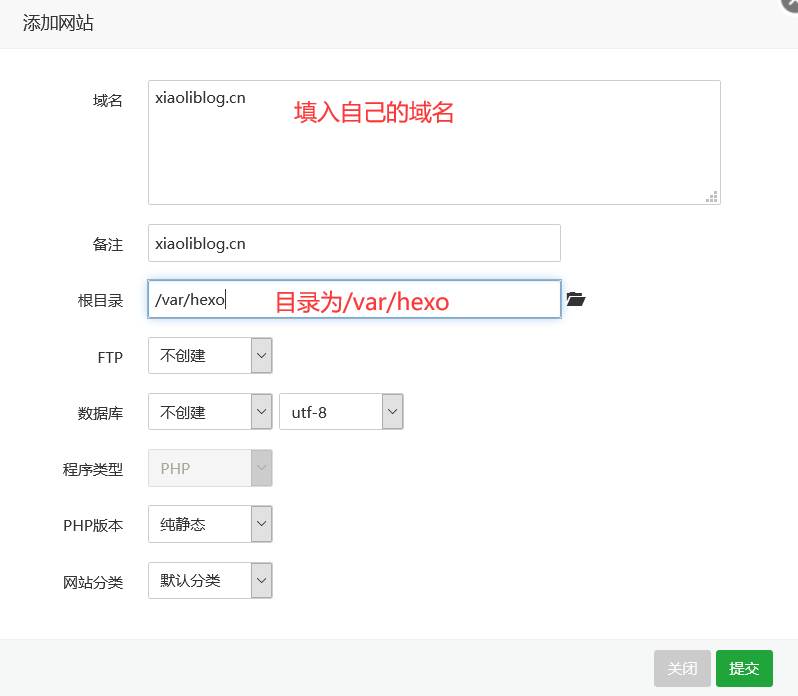 添加网站
域名
xiaoliblog.cn
填入自己的域名
备注
xiaoliblog.cn
根目录
/var/hexo
目录为/var/hexo
FTP
不创建
数据库
不创建
utf-8
程序类型
PHP
PHP版本
纯静态
网站分类
默认分类
关闭
提交